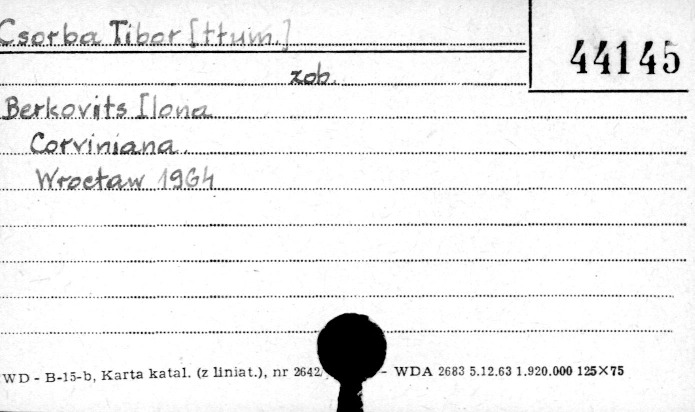 Csorba Tibor [tłum.]
44145
zob.
Berkovits Ilona
Corviniana.
Wrocław 1964
WD - B-15-b, Karta katal. (z liniat.), nr 2642/ - WDA 2683 5.12.63 1.920.000 125×75